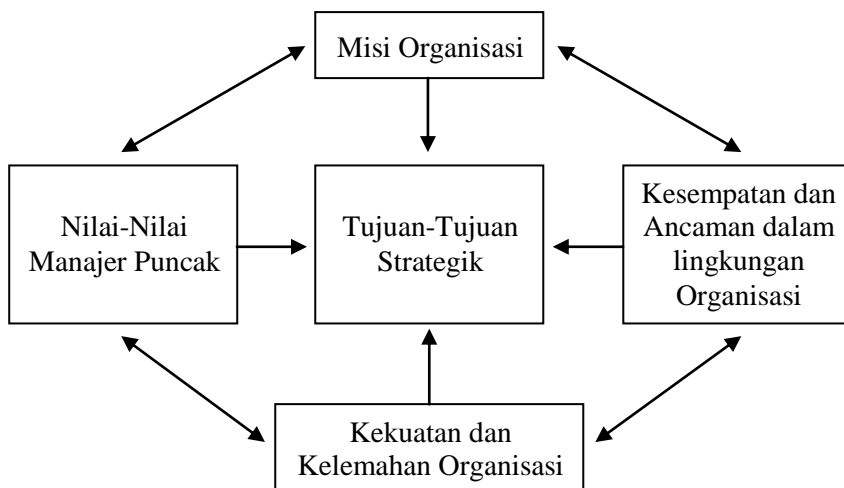 Misi Organisasi
Nilai-Nilai
Manajer Puncak
Tujuan-Tujuan
Strategik
Kesempatan dan
Ancaman dalam
lingkungan
Organisasi
Kekuatan dan
Kelemahan Organisasi